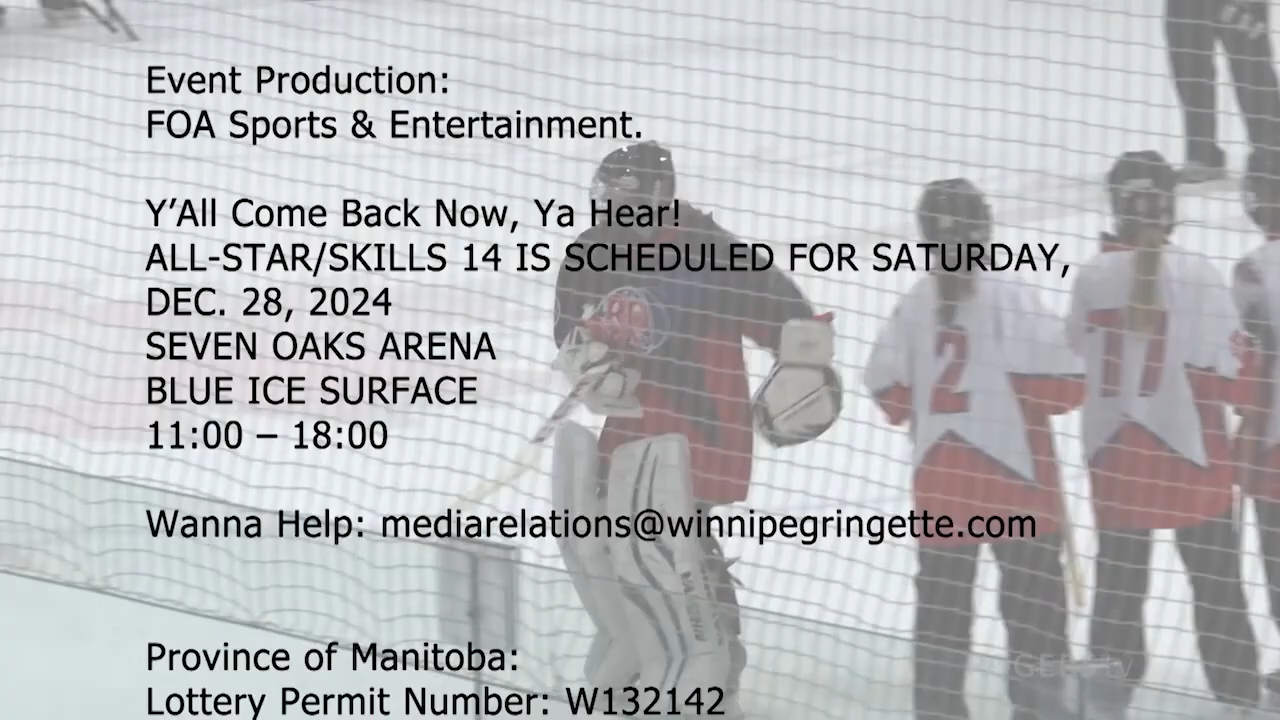 Event Production:
FOA Sports & Entertainment.
Y'All Come Back Now, Ya Hear!
ALL-STAR/SKILLS 14 IS SCHEDULED FOR SATURDAY,
DEC. 28, 2024
SEVEN OAKS ARENA
BLUE ICE SURFACE
11:00 – 18:00
Wanna Help: mediarelations@winnipegringette.com
Province of Manitoba:
Lottery Permit Number: W132142
2
VAUGHN